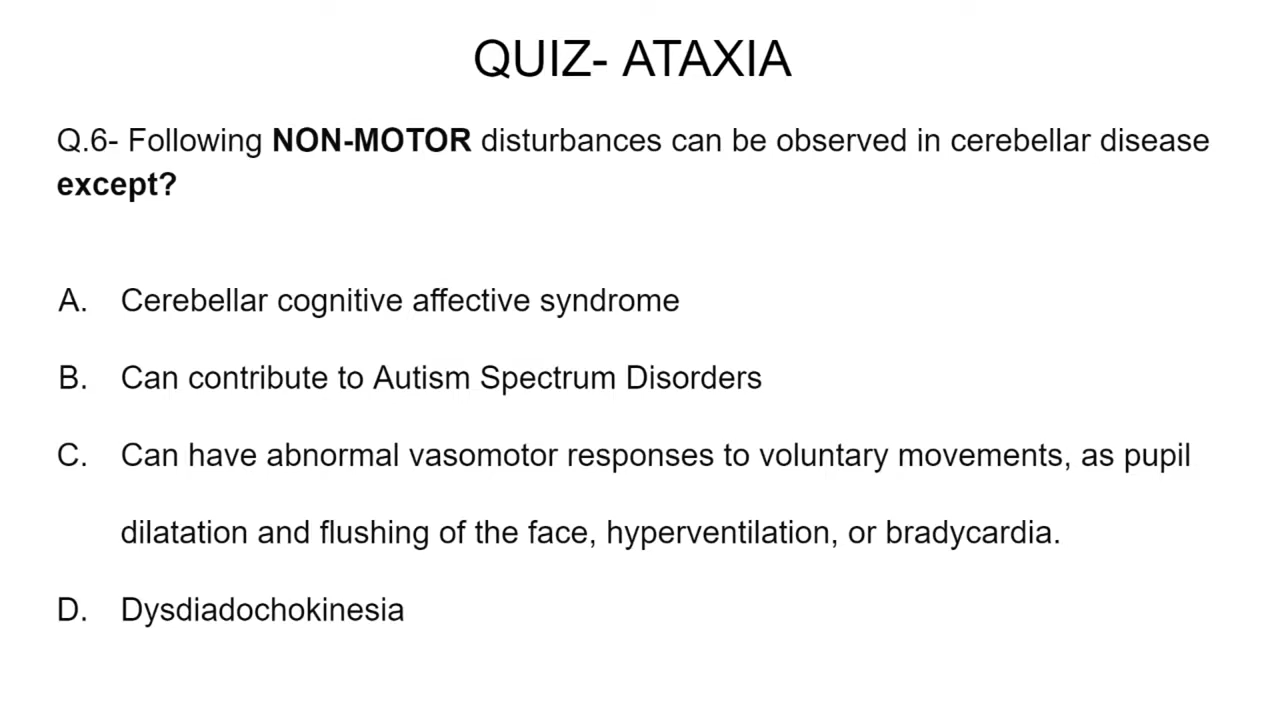 QUIZ- ATAXIA
Q.6- Following NON-MOTOR disturbances can be observed in cerebellar disease
except?
A. Cerebellar cognitive affective syndrome
B. Can contribute to Autism Spectrum Disorders
C. Can have abnormal vasomotor responses to voluntary movements, as pupil
dilatation and flushing of the face, hyperventilation, or bradycardia.
D. Dysdiadochokinesia